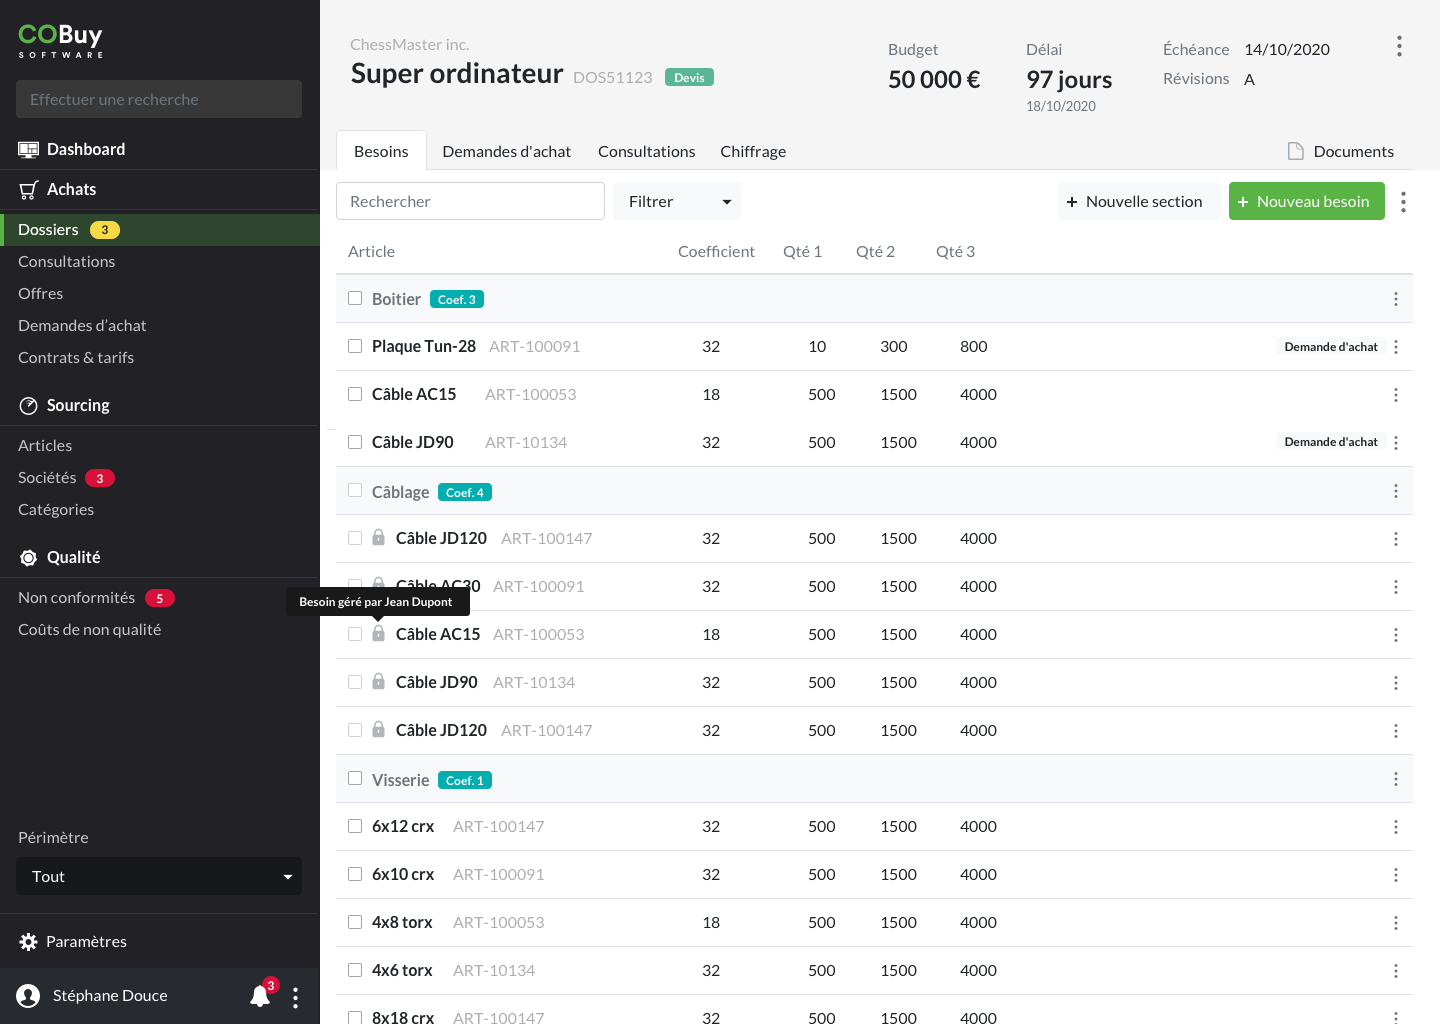 COBuy
SOFTWARE
Effectuer une recherche
Dashboard
Achats
Dossiers 3
Consultations
Offres
Demandes d’achat
Contrats & tarifs
Sourcing
Articles
Sociétés 3
Catégories
Qualité
Non conformités 5
Coûts de non qualité
Périmètre
Tout
Paramètres
Stéphane Douce 3
ChessMaster inc.
Super ordinateur DOS51123 Devis
Budget
50 000 €
Délai
97 jours
18/10/2020
Échéance 14/10/2020
Révisions A
Besoins Demandes d'achat Consultations Chiffrage Documents
Rechercher Filtrer + Nouvelle section + Nouveau besoin
Article Coefficient Qté 1 Qté 2 Qté 3
Boitier Coef. 3
Plaque Tun-28 ART-100091 32 10 300 800 Demande d'achat
Câble AC15 ART-100053 18 500 1500 4000
Câble JD90 ART-10134 32 500 1500 4000 Demande d'achat
Câblage Coef. 4
Câble JD120 ART-100147 32 500 1500 4000
Câble AC30 ART-100091 32 500 1500 4000
Besoin géré par Jean Dupont
Câble AC15 ART-100053 18 500 1500 4000
Câble JD90 ART-10134 32 500 1500 4000
Câble JD120 ART-100147 32 500 1500 4000
Visserie Coef. 1
6x12 crx ART-100147 32 500 1500 4000
6x10 crx ART-100091 32 500 1500 4000
4x8 torx ART-100053 18 500 1500 4000
4x6 torx ART-10134 32 500 1500 4000
8x18 crx ART-100147 32 500 1500 4000